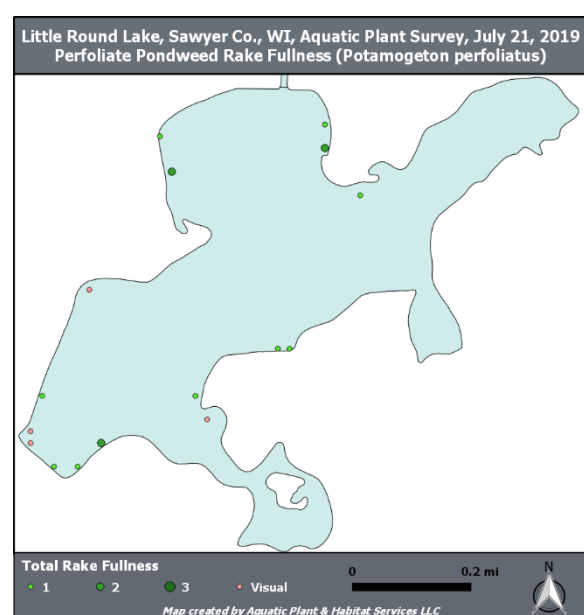 Little Round Lake, Sawyer Co., WI, Aquatic Plant Survey, July 21, 2019
Perfoliate Pondweed Rake Fullness (Potamogeton perfoliatus)
Total Rake Fullness
1 2 3 Visual
0 0.2 mi
N
Map created by Aquatic Plant & Habitat Services LLC